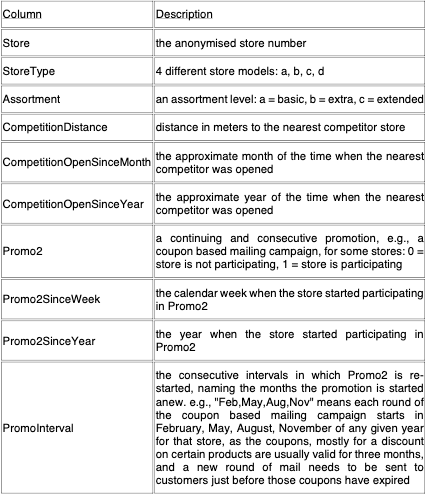 Column Description
Store the anonymised store number
StoreType 4 different store models: a, b, c, d
Assortment an assortment level: a = basic, b = extra, c = extended
CompetitionDistance distance in meters to the nearest competitor store
CompetitionOpenSinceMonth the approximate month of the time when the nearest
competitor was opened
CompetitionOpenSinceYear the approximate year of the time when the nearest
competitor was opened
Promo2 a continuing and consecutive promotion, e.g., a
coupon based mailing campaign, for some stores: 0 =
store is not participating, 1 = store is participating
Promo2SinceWeek the calendar week when the store started participating
in Promo2
Promo2SinceYear the year when the store started participating in
Promo2
PromoInterval the consecutive intervals in which Promo2 is re-
started, naming the months the promotion is started
anew. e.g., "Feb,May,Aug,Nov" means each round of
the coupon based mailing campaign starts in
February, May, August, November of any given year
for that store, as the coupons, mostly for a discount
on certain products are usually valid for three months,
and a new round of mail needs to be sent to
customers just before those coupons have expired